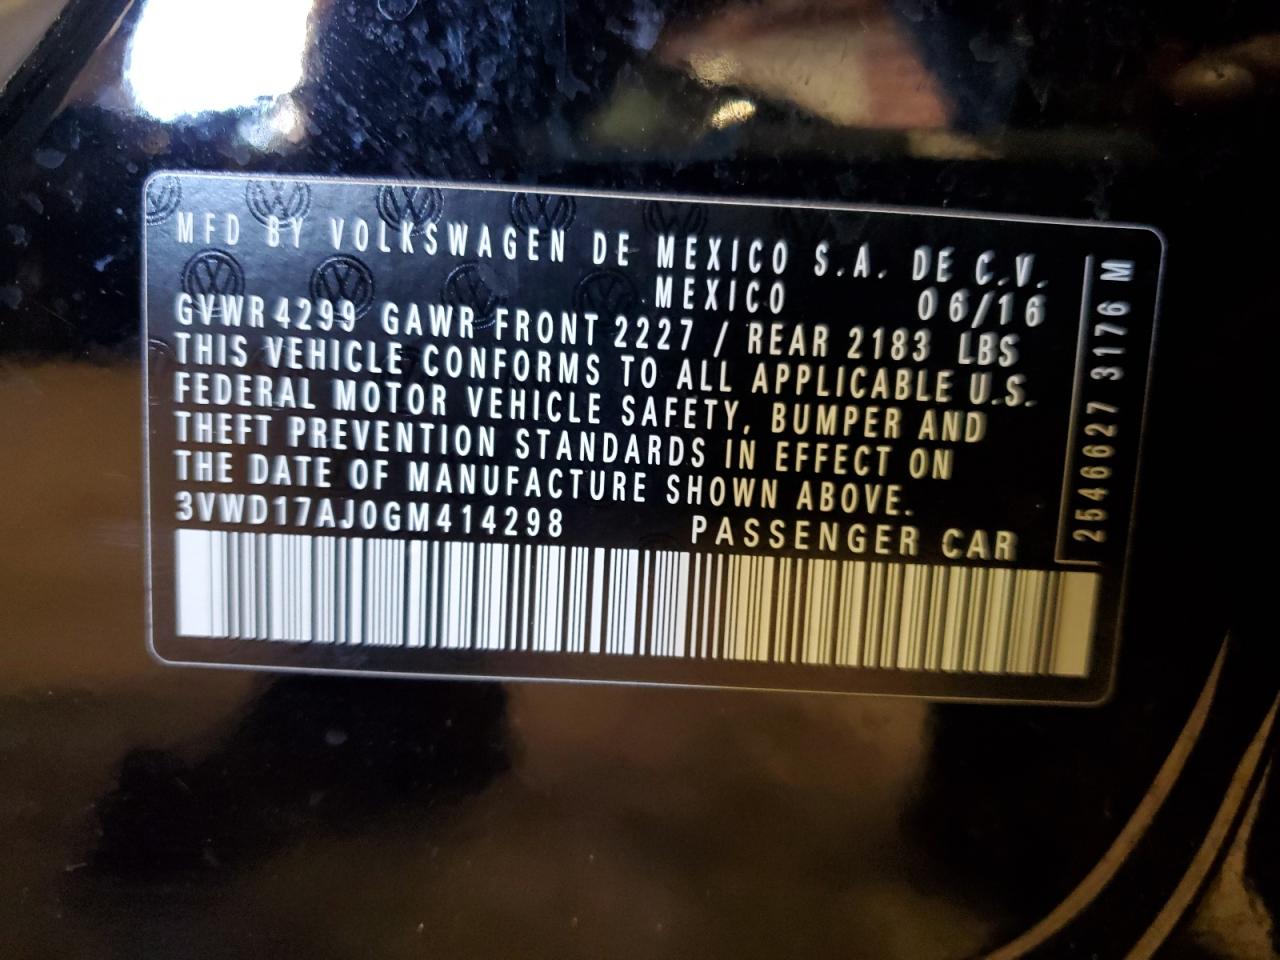 MFD BY VOLKSWAGEN DE MEXICO S.A. DE C.V.
MEXICO 06/16
GVWR 4299 GAWR FRONT 2227 / REAR 2183 LBS
THIS VEHICLE CONFORMS TO ALL APPLICABLE U.S.
FEDERAL MOTOR VEHICLE SAFETY, BUMPER AND
THEFT PREVENTION STANDARDS IN EFFECT ON
THE DATE OF MANUFACTURE SHOWN ABOVE.
3VWD17AJ0GM414298 PASSENGER CAR
2546627 3176 M